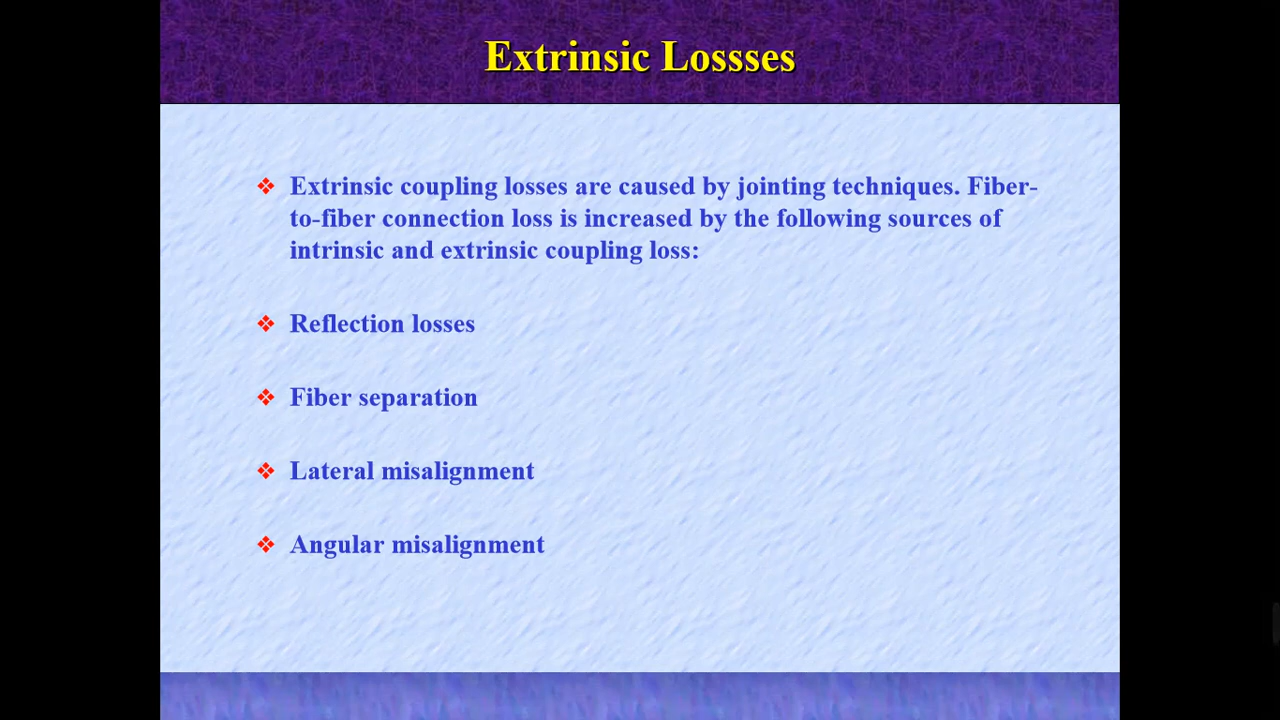 Extrinsic Lossses
❖ Extrinsic coupling losses are caused by jointing techniques. Fiber-
to-fiber connection loss is increased by the following sources of
intrinsic and extrinsic coupling loss:
❖ Reflection losses
❖ Fiber separation
❖ Lateral misalignment
❖ Angular misalignment